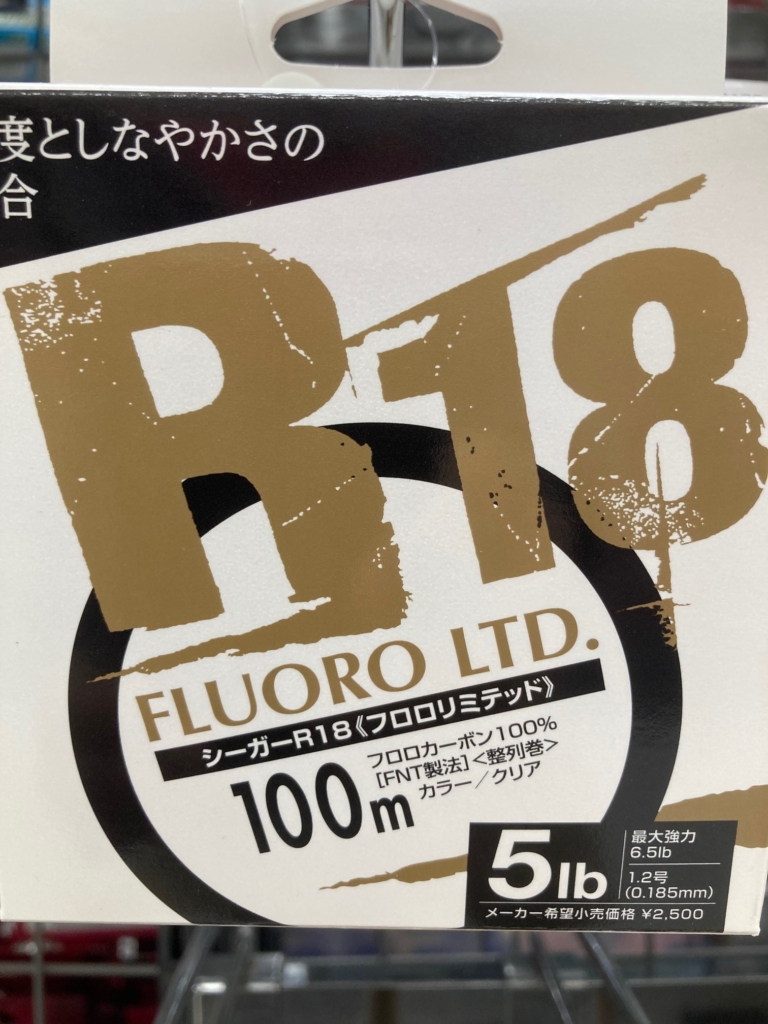 度としなやかさの
合
R18
FLUORO LTD.
シーガーR18《フロロリミテッド》
100m
フロロカーボン100%
[FNT製法]<整列巻>
カラー／クリア
5lb
最大強力
6.5lb
1.2号
(0.185mm)
メーカー希望小売価格 ¥2,500